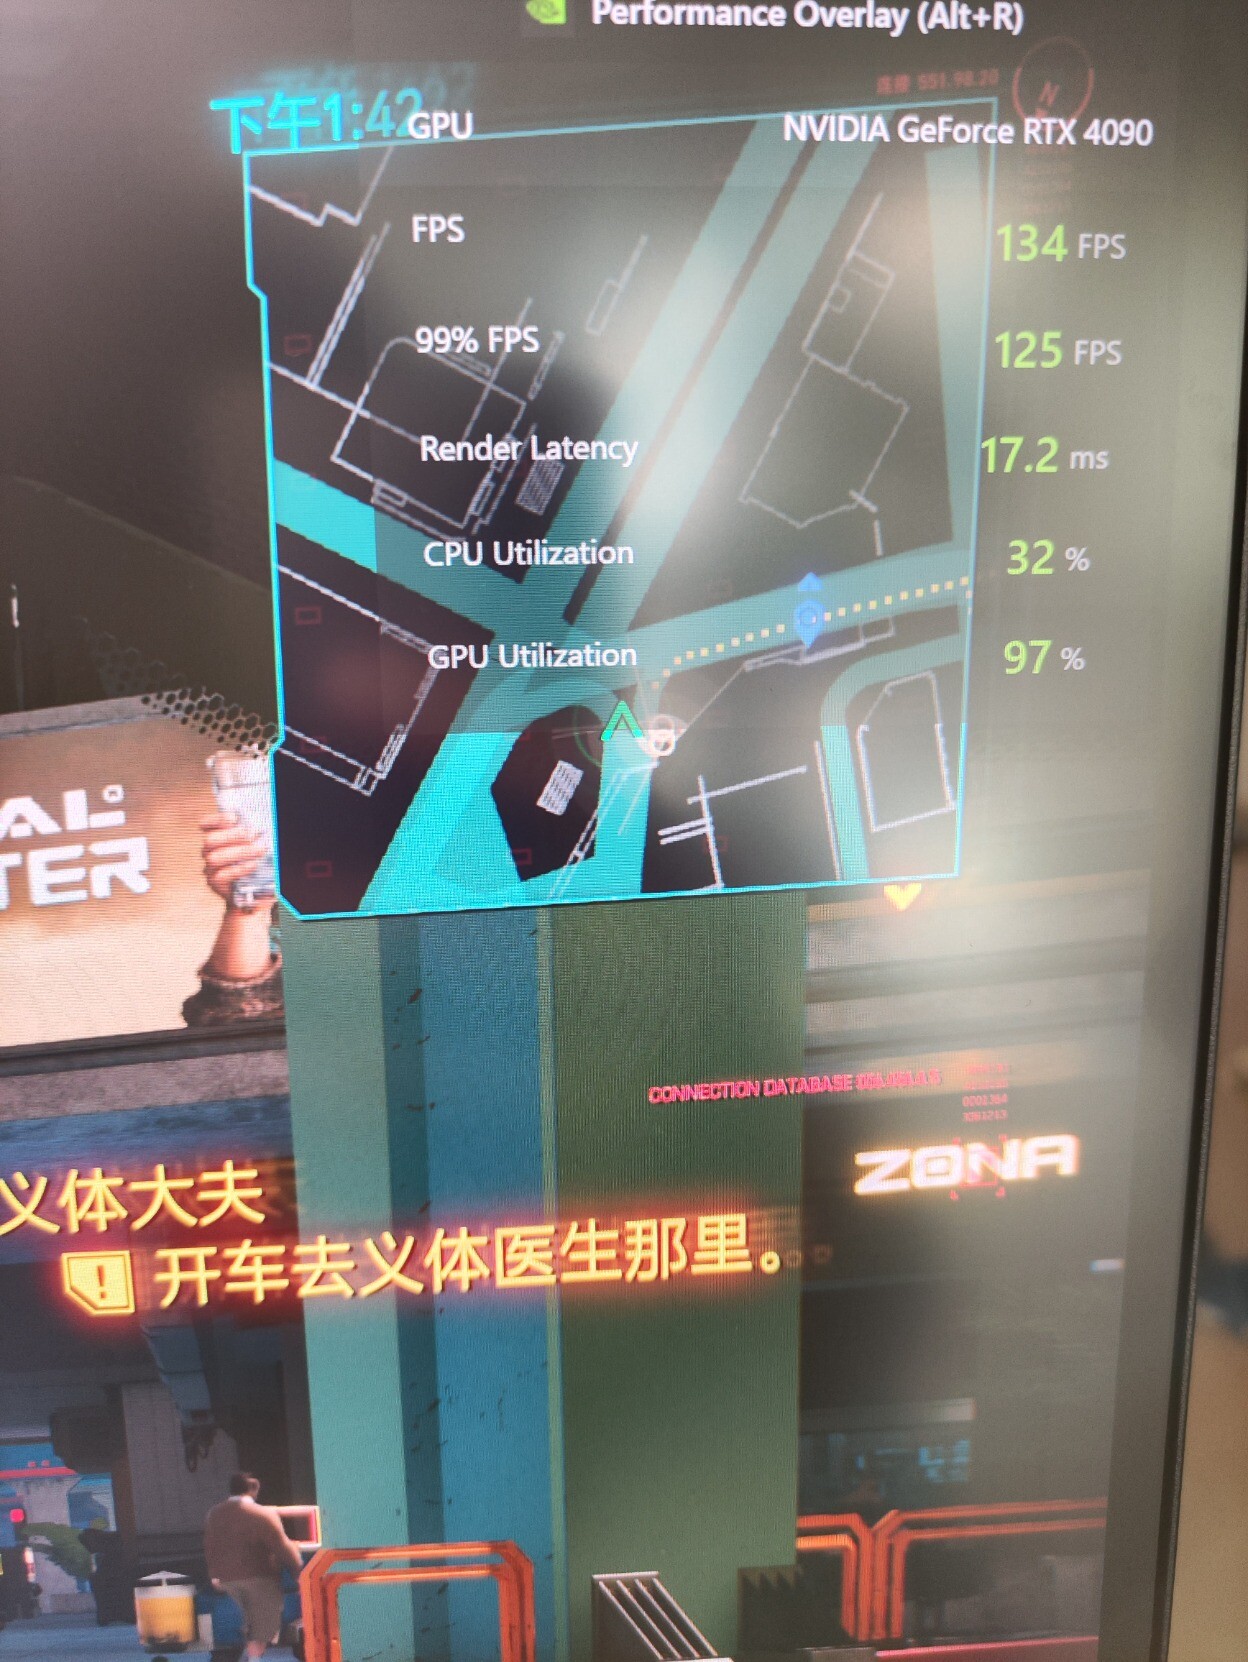 Performance Overlay (Alt+R)
下午1:42
GPU
NVIDIA GeForce RTX 4090
N
FPS
134 FPS
99% FPS
125 FPS
Render Latency
17.2 ms
CPU Utilization
32 %
GPU Utilization
97 %
AL
TER
CONNECTION DATABASE
0002364
ZONA
义体大夫
! 开车去义体医生那里。